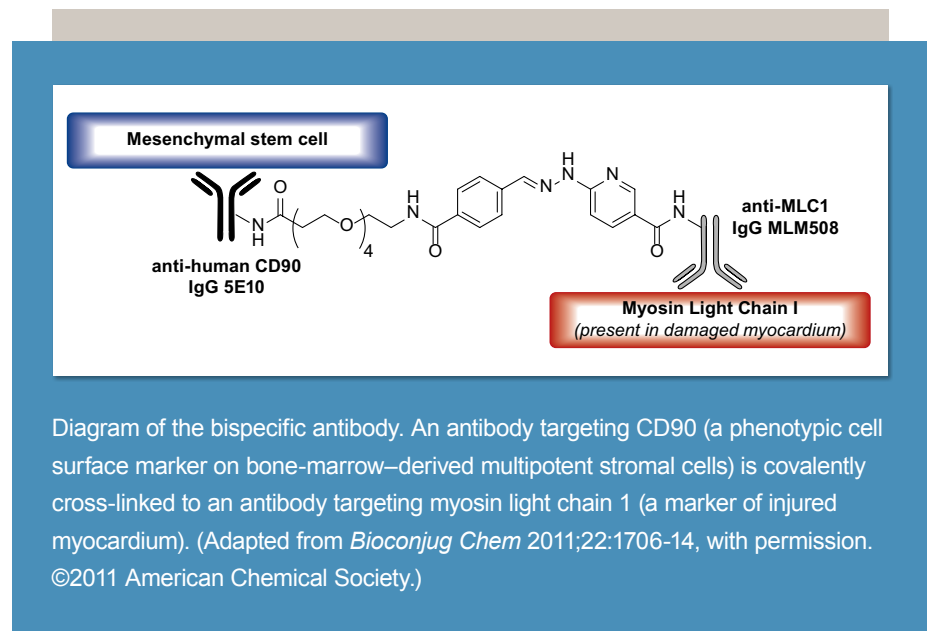 Mesenchymal stem cell
O
N
H
O
4
H
N
O
N
H
N
N
O
H
N
anti-human CD90
IgG 5E10
anti-MLC1
IgG MLM508
Myosin Light Chain I
(present in damaged myocardium)
Diagram of the bispecific antibody. An antibody targeting CD90 (a phenotypic cell
surface marker on bone-marrow–derived multipotent stromal cells) is covalently
cross-linked to an antibody targeting myosin light chain 1 (a marker of injured
myocardium). (Adapted from Bioconjug Chem 2011;22:1706-14, with permission.
©2011 American Chemical Society.)